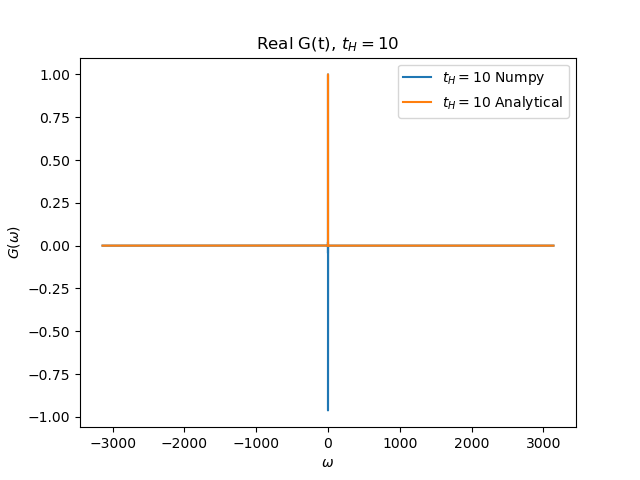 Real G(t), $t_H = 10$
$t_H = 10$ Numpy
$t_H = 10$ Analytical
1.00
0.75
0.50
0.25
0.00
−0.25
−0.50
−0.75
−1.00
$G(\omega)$
−3000 −2000 −1000 0 1000 2000 3000
$\omega$